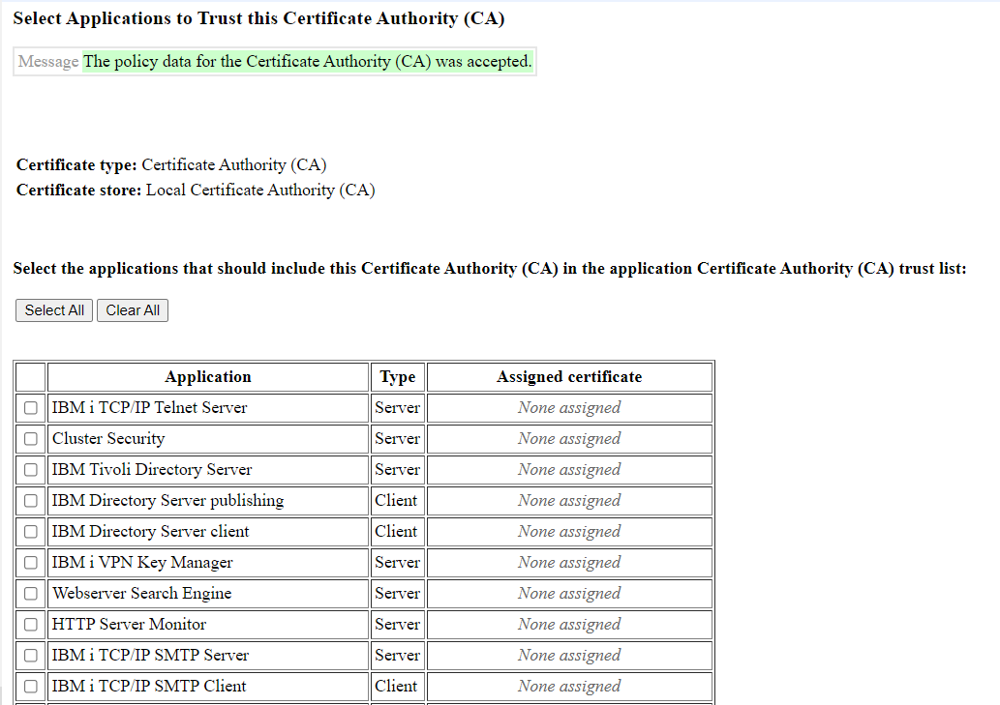 Select Applications to Trust this Certificate Authority (CA)
Message The policy data for the Certificate Authority (CA) was accepted.
Certificate type: Certificate Authority (CA)
Certificate store: Local Certificate Authority (CA)
Select the applications that should include this Certificate Authority (CA) in the application Certificate Authority (CA) trust list:
Select All Clear All
Application Type Assigned certificate
IBM i TCP/IP Telnet Server Server None assigned
Cluster Security Server None assigned
IBM Tivoli Directory Server Server None assigned
IBM Directory Server publishing Client None assigned
IBM Directory Server client Client None assigned
IBM i VPN Key Manager Server None assigned
Webserver Search Engine Server None assigned
HTTP Server Monitor Server None assigned
IBM i TCP/IP SMTP Server Server None assigned
IBM i TCP/IP SMTP Client Client None assigned